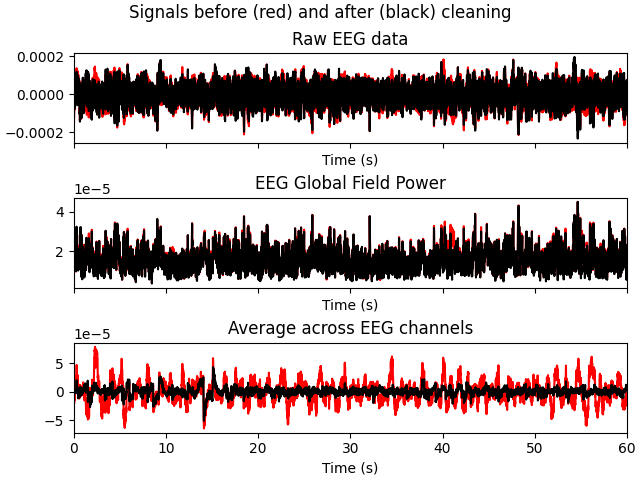 Signals before (red) and after (black) cleaning
Raw EEG data
0.0002
0.0000
−0.0002
Time (s)
EEG Global Field Power
1e−5
4
2
Time (s)
Average across EEG channels
1e−5
5
0
−5
0 10 20 30 40 50 60
Time (s)